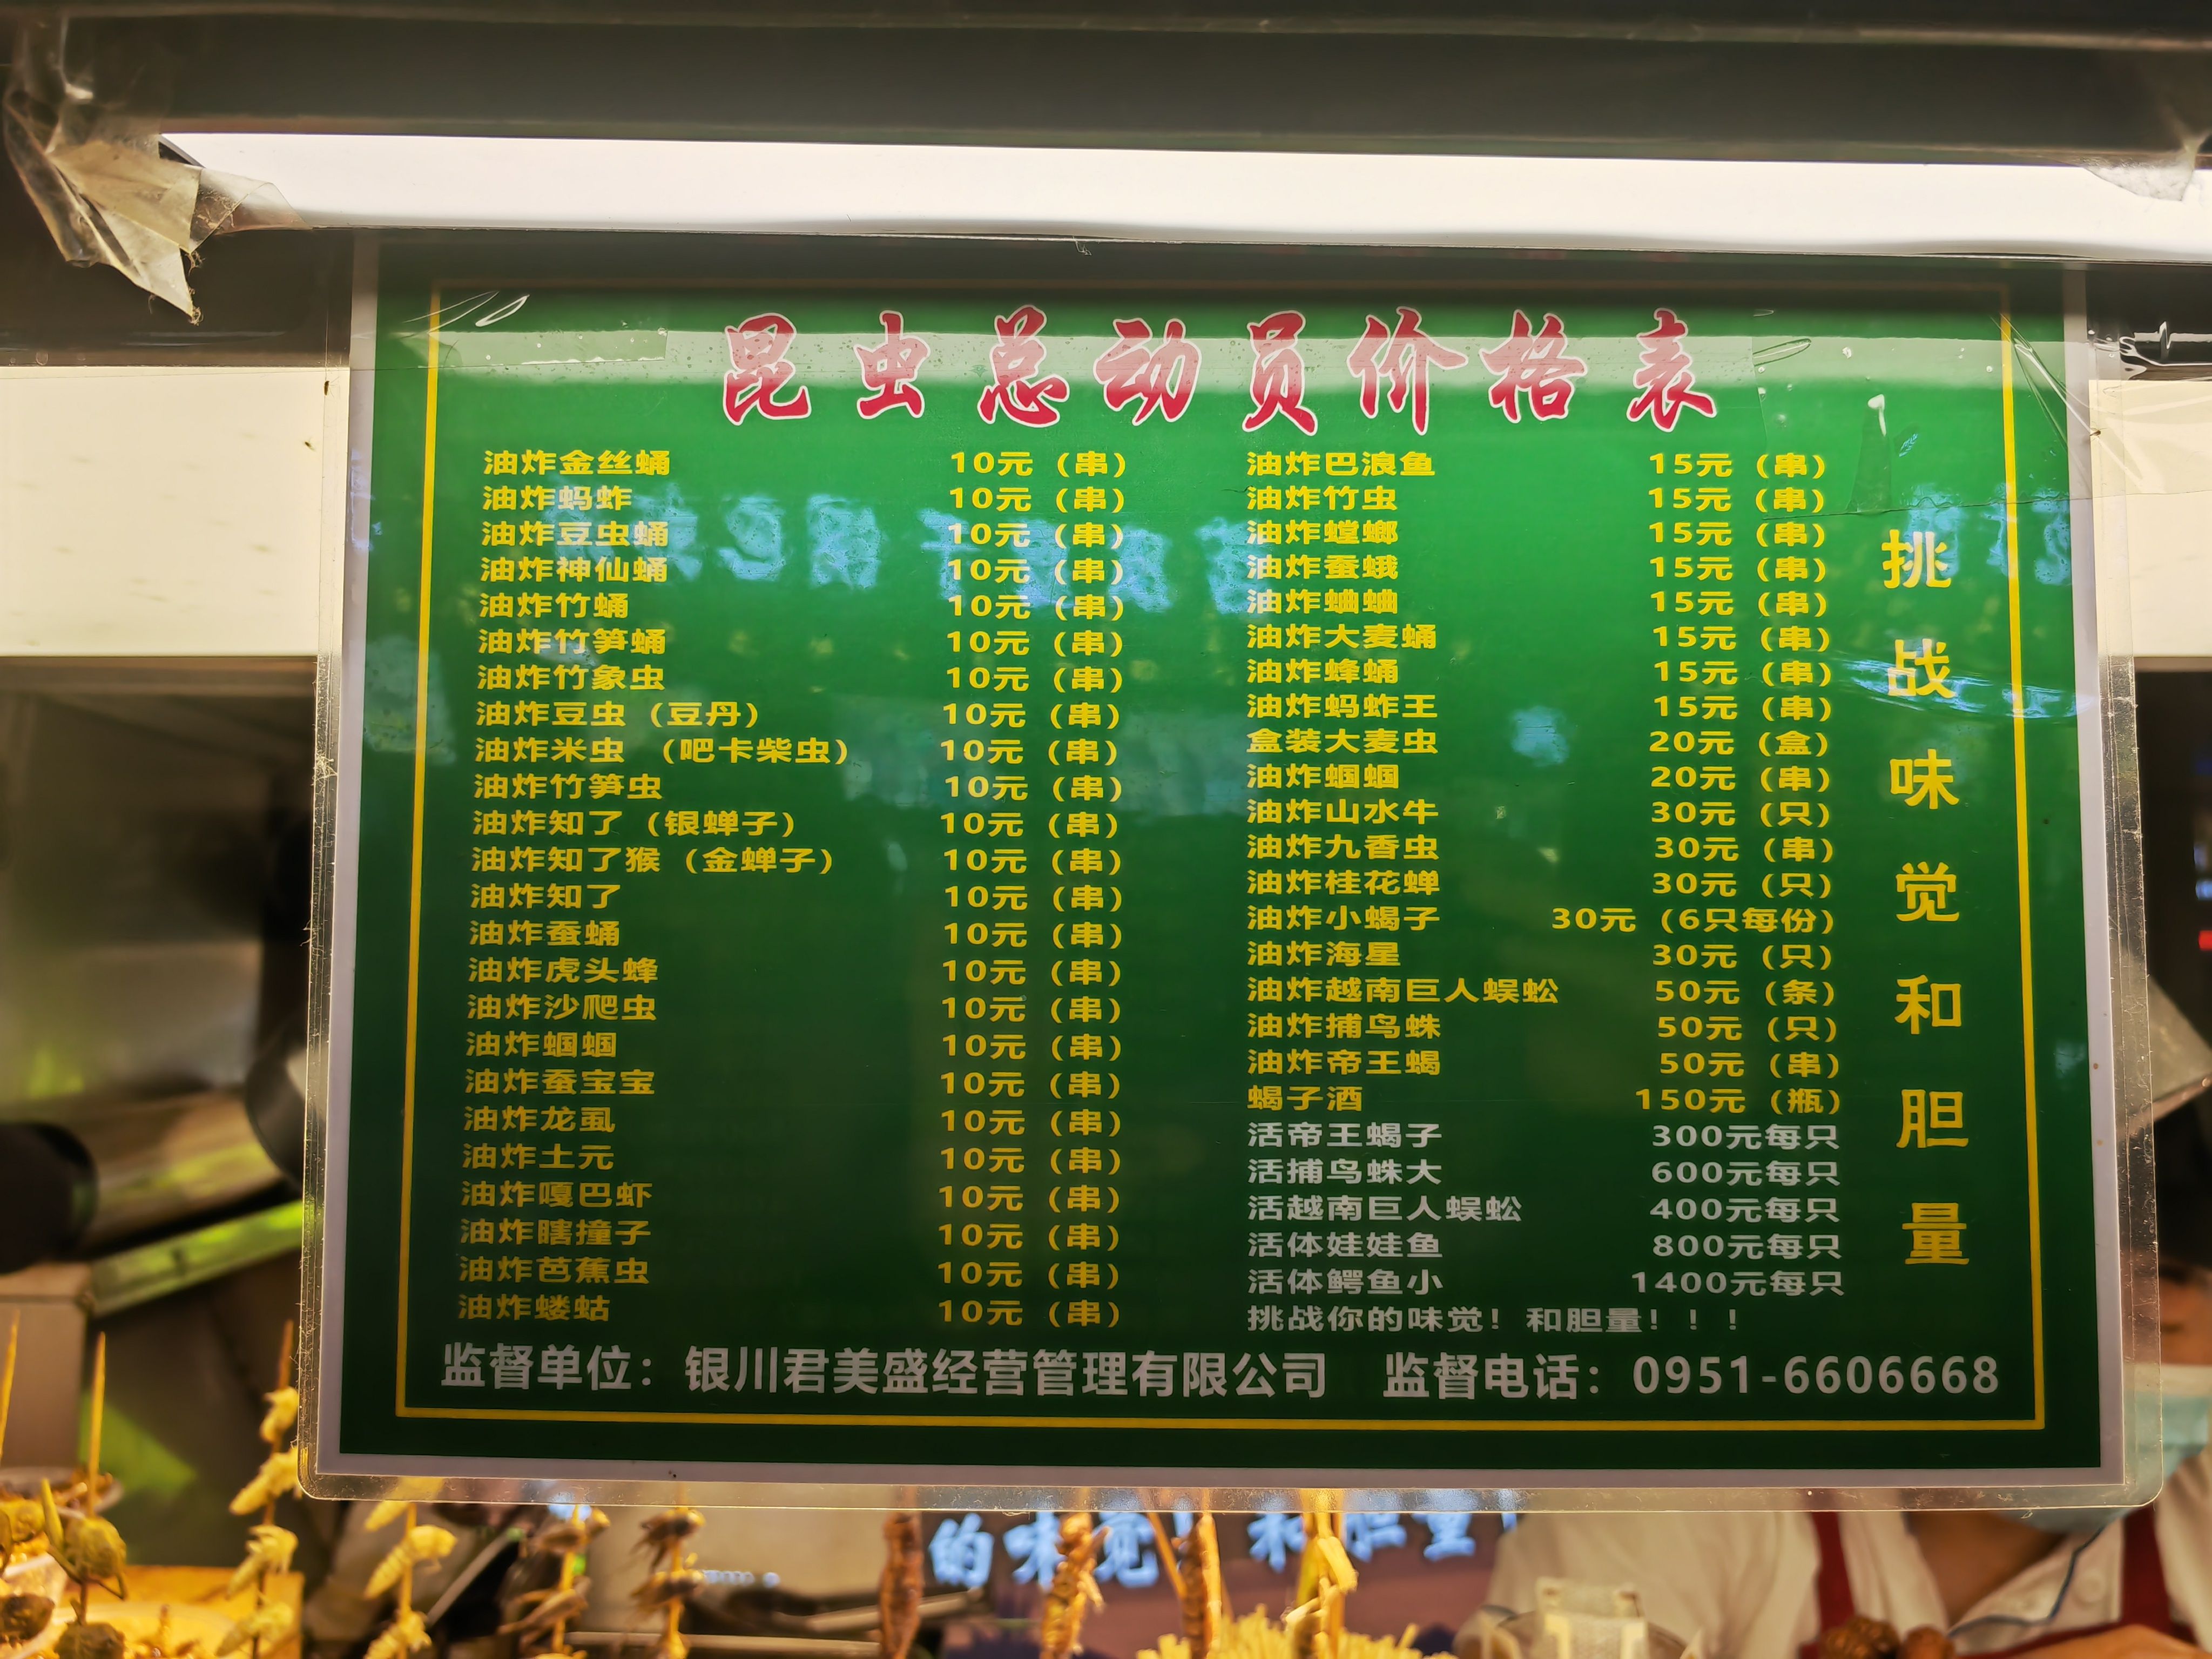 昆虫总动员价格表
油炸金丝蛹 10元（串）
油炸蚂蚱 10元（串）
油炸豆虫蛹 10元（串）
油炸神仙蛹 10元（串）
油炸竹蛹 10元（串）
油炸竹笋蛹 10元（串）
油炸竹象虫 10元（串）
油炸豆虫（豆丹） 10元（串）
油炸米虫（吧卡柴虫） 10元（串）
油炸竹笋虫 10元（串）
油炸知了（银蝉子） 10元（串）
油炸知了猴（金蝉子） 10元（串）
油炸知了 10元（串）
油炸蚕蛹 10元（串）
油炸虎头蜂 10元（串）
油炸沙爬虫 10元（串）
油炸蝈蝈 10元（串）
油炸蚕宝宝 10元（串）
油炸龙虱 10元（串）
油炸土元 10元（串）
油炸嘎巴虾 10元（串）
油炸瞎撞子 10元（串）
油炸芭蕉虫 10元（串）
油炸蝼蛄 10元（串）
油炸巴浪鱼 15元（串）
油炸竹虫 15元（串）
油炸螳螂 15元（串）
油炸蚕蛾 15元（串）
油炸蛐蛐 15元（串）
油炸大麦蛹 15元（串）
油炸蜂蛹 15元（串）
油炸蚂蚱王 15元（串）
盒装大麦虫 20元（盒）
油炸蝈蝈 20元（串）
油炸山水牛 30元（只）
油炸九香虫 30元（串）
油炸桂花蝉 30元（只）
油炸小蝎子 30元（6只每份）
油炸海星 30元（只）
油炸越南巨人蜈蚣 50元（条）
油炸捕鸟蛛 50元（只）
油炸帝王蝎 50元（串）
蝎子酒 150元（瓶）
活帝王蝎子 300元每只
活捕鸟蛛大 600元每只
活越南巨人蜈蚣 400元每只
活体娃娃鱼 800元每只
活体鳄鱼小 1400元每只
挑战你的味觉！和胆量！！！
挑战味觉和胆量
监督单位：银川君美盛经营管理有限公司 监督电话：0951-6606668
的味觉！和胆量！